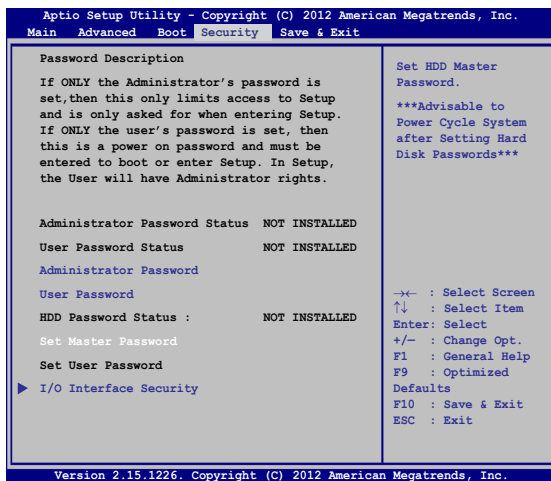 Aptio Setup Utility - Copyright (C) 2012 American Megatrends, Inc.
Main Advanced Boot Security Save & Exit
Password Description
If ONLY the Administrator's password is
set,then this only limits access to Setup
and is only asked for when entering Setup.
If ONLY the user's password is set, then
this is a power on password and must be
entered to boot or enter Setup. In Setup,
the User will have Administrator rights.
Administrator Password Status NOT INSTALLED
User Password Status NOT INSTALLED
Administrator Password
User Password
HDD Password Status : NOT INSTALLED
Set Master Password
Set User Password
I/O Interface Security
Set HDD Master
Password.
***Advisable to
Power Cycle System
after Setting Hard
Disk Passwords***
→← : Select Screen
↑↓ : Select Item
Enter: Select
+/— : Change Opt.
F1 : General Help
F9 : Optimized
Defaults
F10 : Save & Exit
ESC : Exit
Version 2.15.1226. Copyright (C) 2012 American Megatrends, Inc.